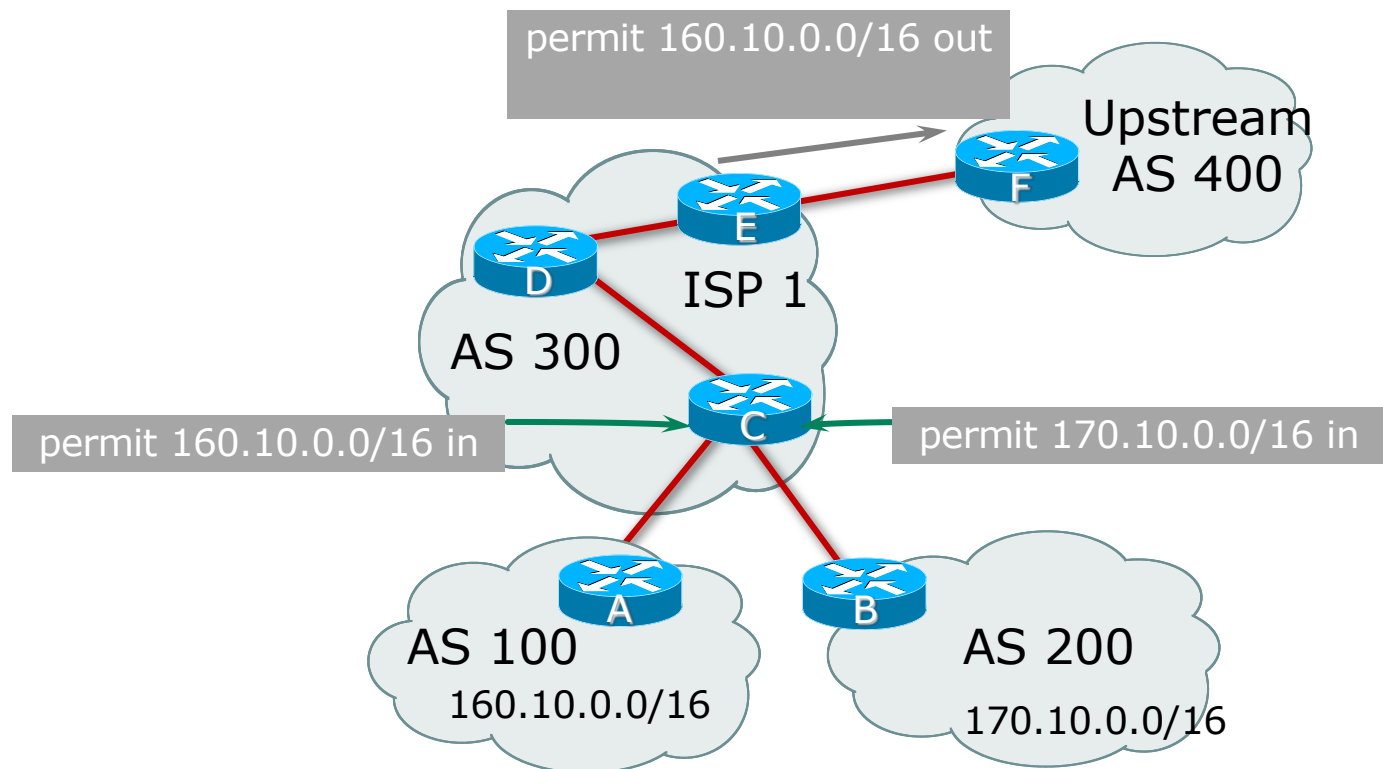 permit 160.10.0.0/16 out
Upstream
AS 400
F
E
D
ISP 1
AS 300
C
permit 160.10.0.0/16 in
permit 170.10.0.0/16 in
A
B
AS 100
AS 200
160.10.0.0/16
170.10.0.0/16